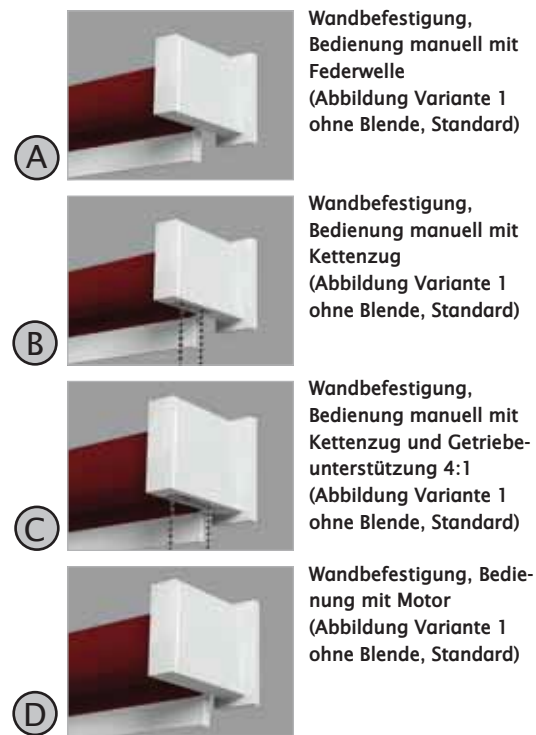 Wandbefestigung,
Bedienung manuell mit
Federwelle
(Abbildung Variante 1
ohne Blende, Standard)
A
Wandbefestigung,
Bedienung manuell mit
Kettenzug
(Abbildung Variante 1
ohne Blende, Standard)
B
Wandbefestigung,
Bedienung manuell mit
Kettenzug und Getriebe-
unterstützung 4:1
(Abbildung Variante 1
ohne Blende, Standard)
C
Wandbefestigung, Bedie-
nung mit Motor
(Abbildung Variante 1
ohne Blende, Standard)
D